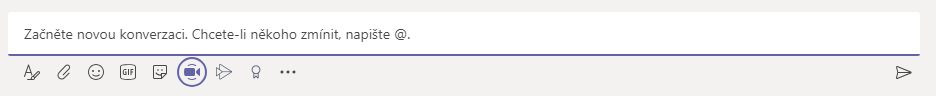 Začněte novou konverzaci. Chcete-li někoho zmínit, napište @.
GIF